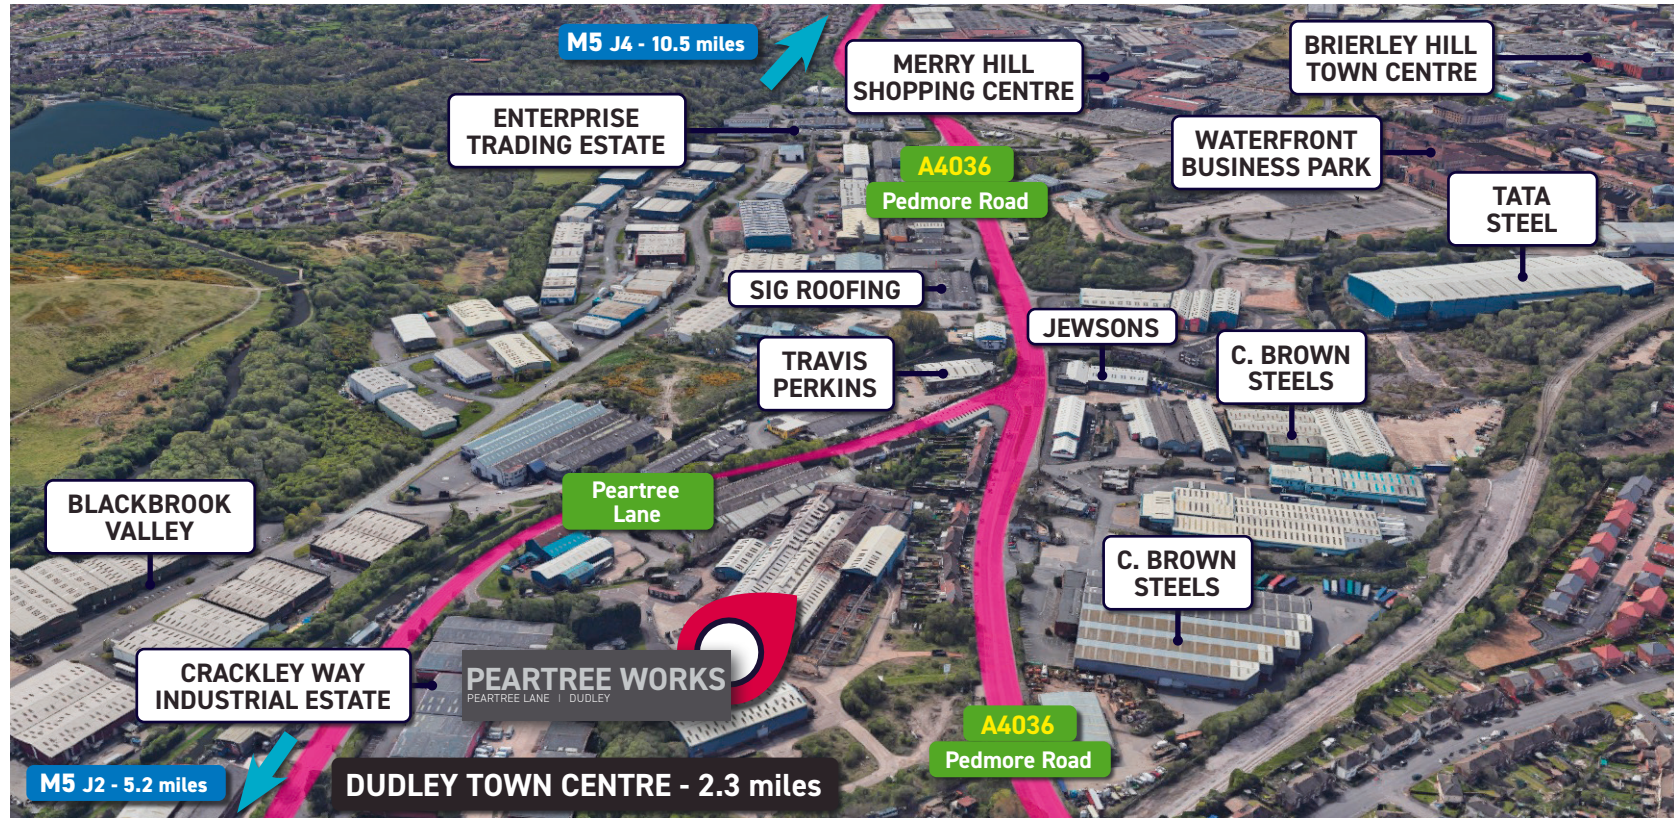 M5 J4 - 10.5 miles
MERRY HILL
SHOPPING CENTRE
BRIERLEY HILL
TOWN CENTRE
ENTERPRISE
TRADING ESTATE
WATERFRONT
BUSINESS PARK
A4036
Pedmore Road
TATA
STEEL
SIG ROOFING
JEWSONS
TRAVIS
PERKINS
C. BROWN
STEELS
Peartree
Lane
BLACKBROOK
VALLEY
C. BROWN
STEELS
CRACKLEY WAY
INDUSTRIAL ESTATE
PEARTREE WORKS
PEARTREE LANE | DUDLEY
A4036
Pedmore Road
M5 J2 - 5.2 miles
DUDLEY TOWN CENTRE - 2.3 miles